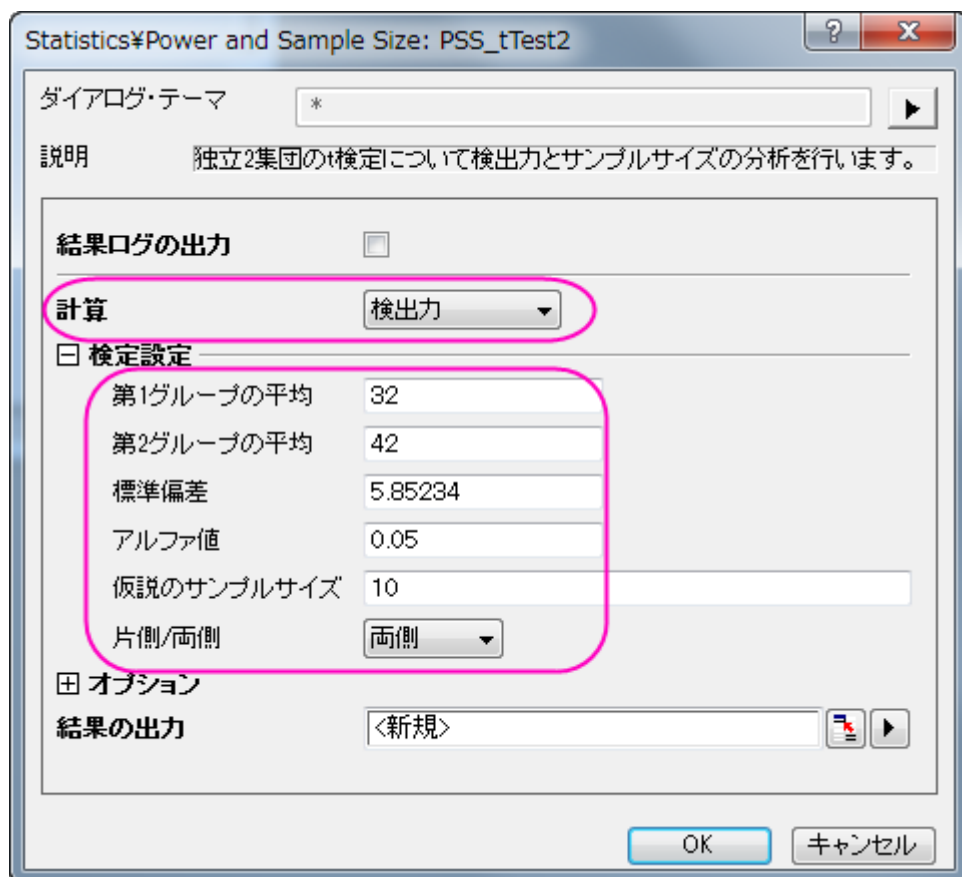 Statistics¥Power and Sample Size: PSS_tTest2
ダイアログ・テーマ *
説明 独立2集団のt検定について検出力とサンプルサイズの分析を行います。
結果ログの出力
計算 検出力
検定設定
第1グループの平均 32
第2グループの平均 42
標準偏差 5.85234
アルファ値 0.05
仮説のサンプルサイズ 10
片側/両側 両側
オプション
結果の出力 <新規>
OK キャンセル